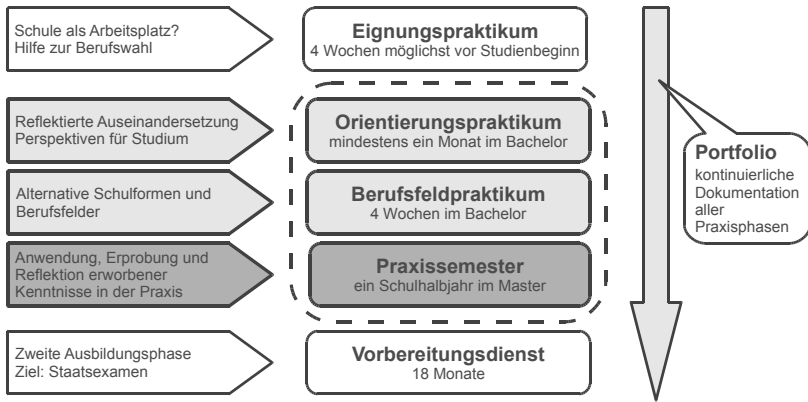 Schule als Arbeitsplatz?
Hilfe zur Berufswahl
Eignungspraktikum
4 Wochen möglichst vor Studienbeginn
Reflektierte Auseinandersetzung
Perspektiven für Studium
Orientierungspraktikum
mindestens ein Monat im Bachelor
Portfolio
kontinuierliche
Dokumentation
aller
Praxisphasen
Alternative Schulformen und
Berufsfelder
Berufsfeldpraktikum
4 Wochen im Bachelor
Anwendung, Erprobung und
Reflektion erworbener
Kenntnisse in der Praxis
Praxissemester
ein Schulhalbjahr im Master
Zweite Ausbildungsphase
Ziel: Staatsexamen
Vorbereitungsdienst
18 Monate